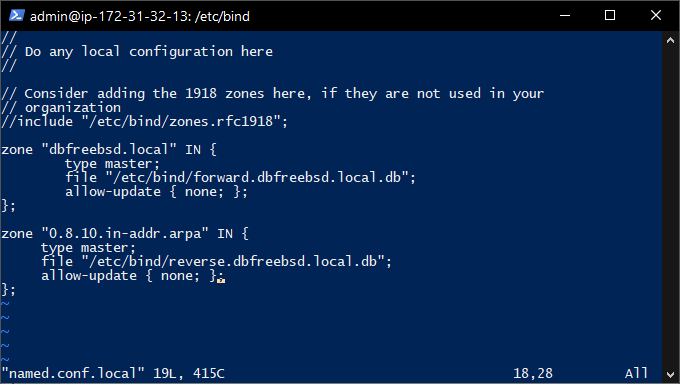 admin@ip-172-31-32-13: /etc/bind
//
// Do any local configuration here
//
// Consider adding the 1918 zones here, if they are not used in your
// organization
//include "/etc/bind/zones.rfc1918";
zone "dbfreebsd.local" IN {
        type master;
        file "/etc/bind/forward.dbfreebsd.local.db";
        allow-update { none; };
};
zone "0.8.10.in-addr.arpa" IN {
     type master;
     file "/etc/bind/reverse.dbfreebsd.local.db";
     allow-update { none; };
};
~
~
~
~
~
"named.conf.local" 19L, 415C 18,28 All